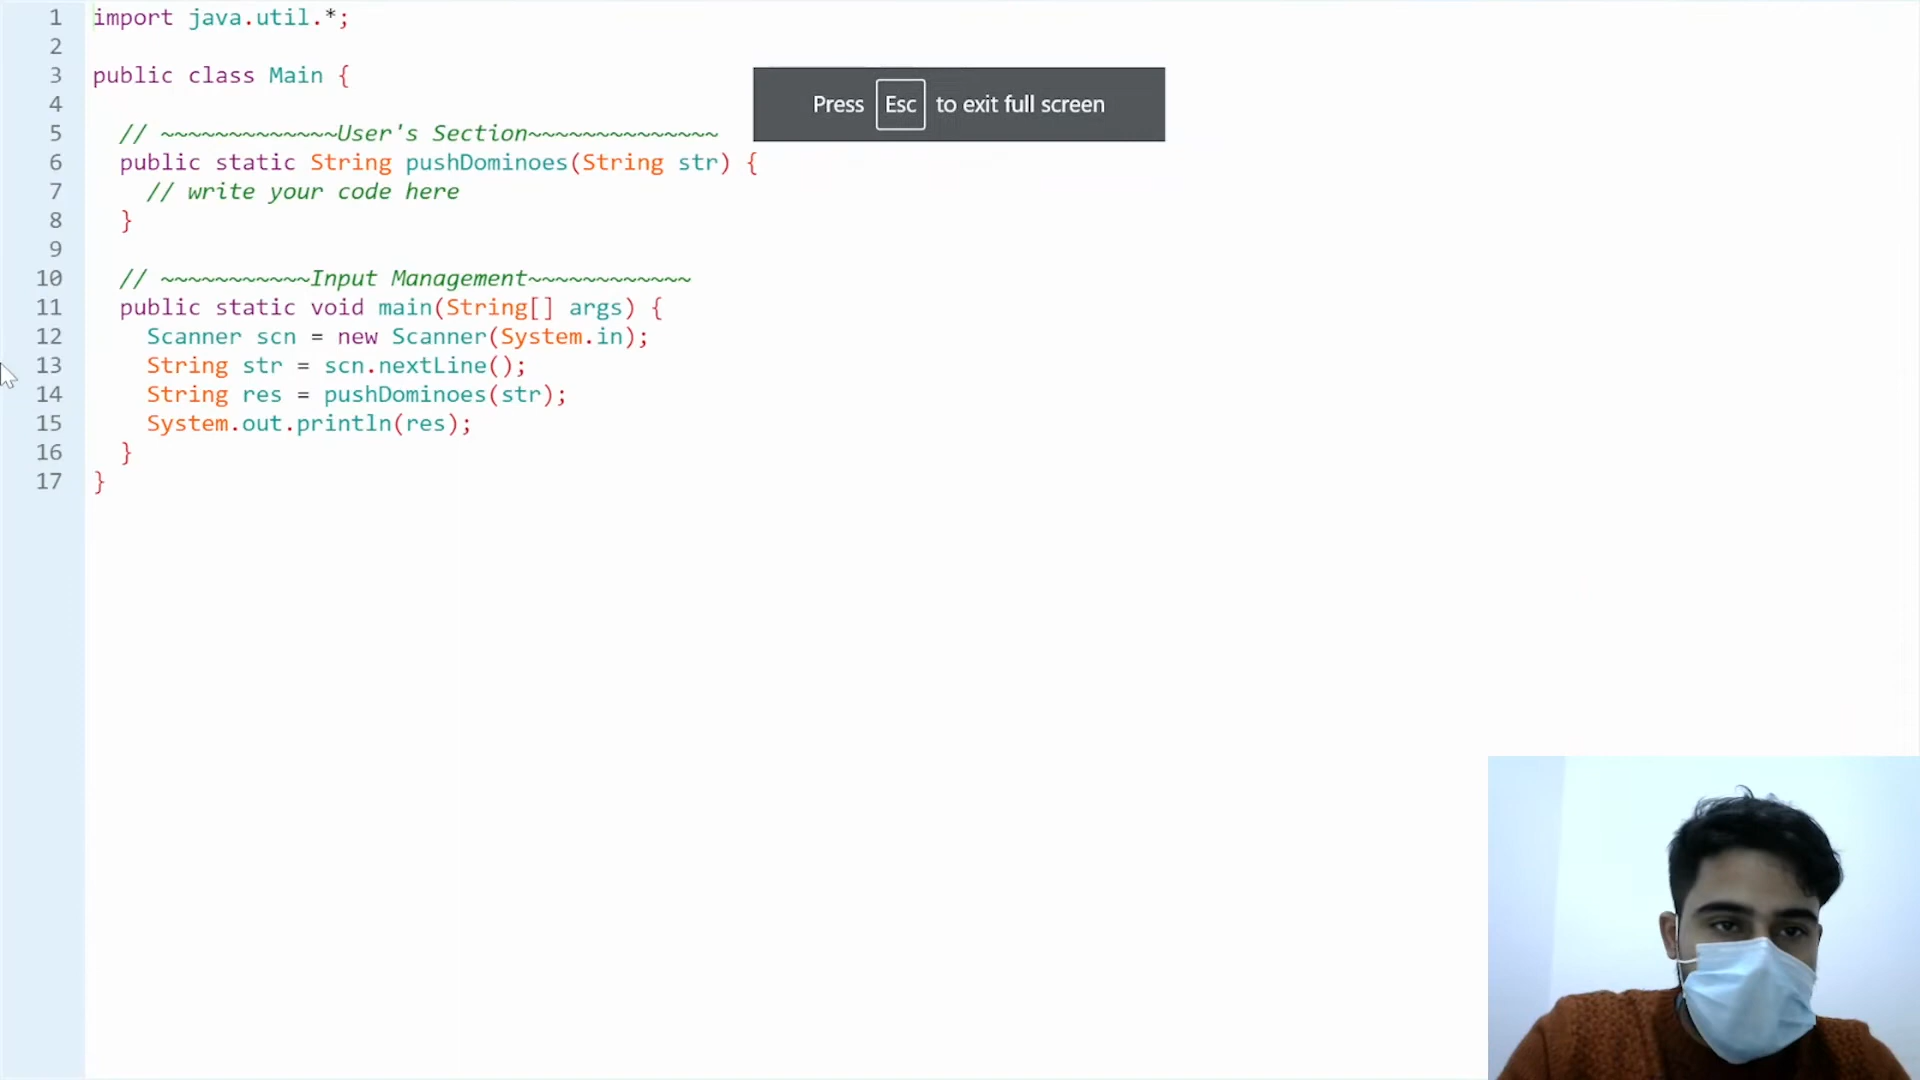 1 import java.util.*;
2
3 public class Main {
4
5 // ~~~~~~~~~~~~~User's Section~~~~~~~~~~~~~~
6 public static String pushDominoes(String str) {
7 // write your code here
8 }
9
10 // ~~~~~~~~~~~Input Management~~~~~~~~~~~~
11 public static void main(String[] args) {
12 Scanner scn = new Scanner(System.in);
13 String str = scn.nextLine();
14 String res = pushDominoes(str);
15 System.out.println(res);
16 }
17 }
Press Esc to exit full screen